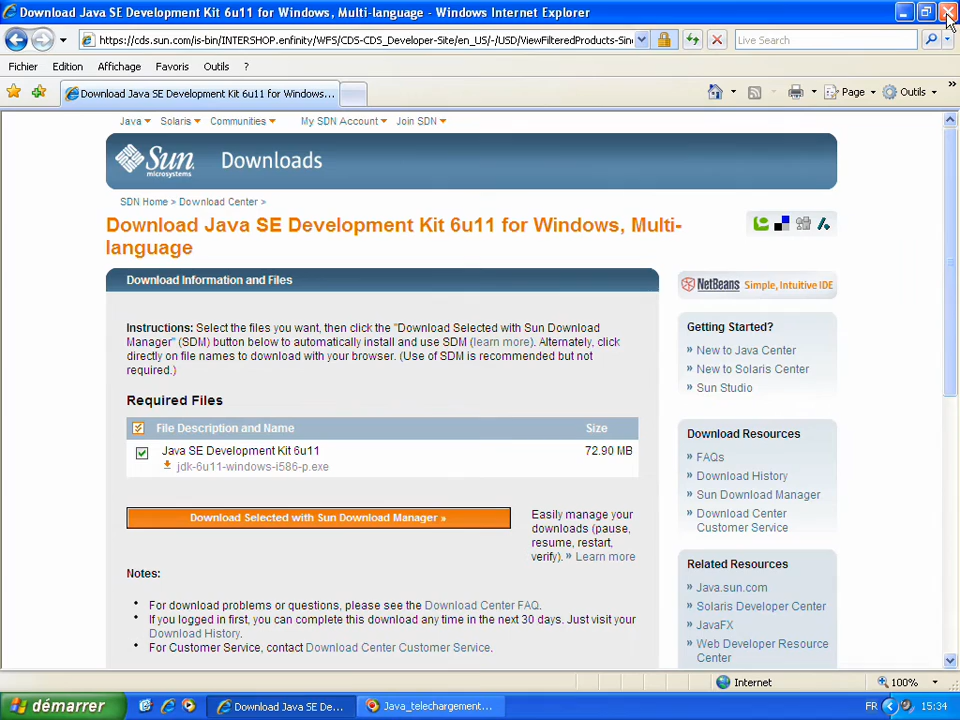 Download Java SE Development Kit 6u11 for Windows, Multi-language - Windows Internet Explorer
https://cds.sun.com/is-bin/INTERSHOP.enfinity/WFS/CDS-CDS_Developer-Site/en_US/-/USD/ViewFilteredProducts-Sin
Live Search
Fichier Edition Affichage Favoris Outils ?
Download Java SE Development Kit 6u11 for Windows...
Page Outils »
Java Solaris Communities My SDN Account Join SDN
Sun microsystems Downloads
SDN Home > Download Center >
Download Java SE Development Kit 6u11 for Windows, Multi-
language
Download Information and Files
Instructions: Select the files you want, then click the "Download Selected with Sun Download
Manager" (SDM) button below to automatically install and use SDM (learn more). Alternately, click
directly on file names to download with your browser. (Use of SDM is recommended but not
required.)
Required Files
File Description and Name Size
Java SE Development Kit 6u11 72.90 MB
jdk-6u11-windows-i586-p.exe
Download Selected with Sun Download Manager »
Easily manage your
downloads (pause,
resume, restart,
verify). » Learn more
Notes:
• For download problems or questions, please see the Download Center FAQ.
• If you logged in first, you can complete this download any time in the next 30 days. Just visit your
Download History.
• For Customer Service, contact Download Center Customer Service.
NetBeans Simple, Intuitive IDE
Getting Started?
» New to Java Center
» New to Solaris Center
» Sun Studio
Download Resources
» FAQs
» Download History
» Sun Download Manager
» Download Center
Customer Service
Related Resources
» Java.sun.com
» Solaris Developer Center
» JavaFX
» Web Developer Resource
Center
Internet 100%
démarrer Download Java SE De... Java_telechargement... FR 15:34